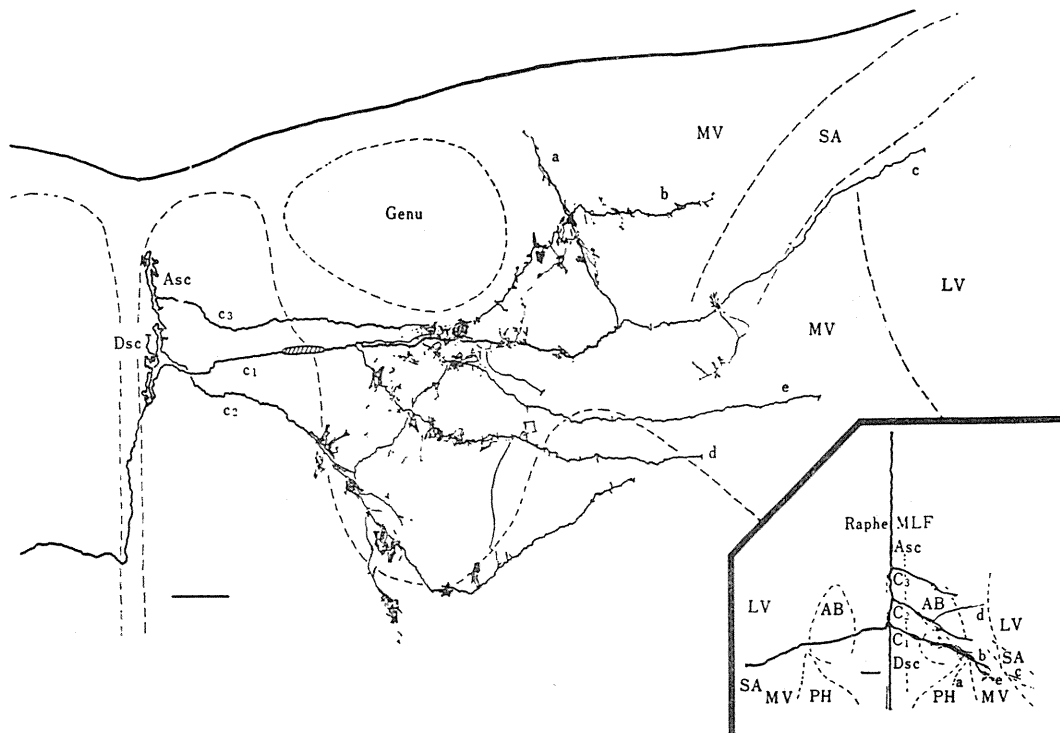 MV
SA
a
b
c
Genu
Asc
LV
c3
Dsc
MV
c1
e
c2
d
Raphe MLF
Asc
C3
LV
AB
C2
AB
d
LV
C1
b
SA
Dsc
c
SA
a
e
MV
PH
PH
MV